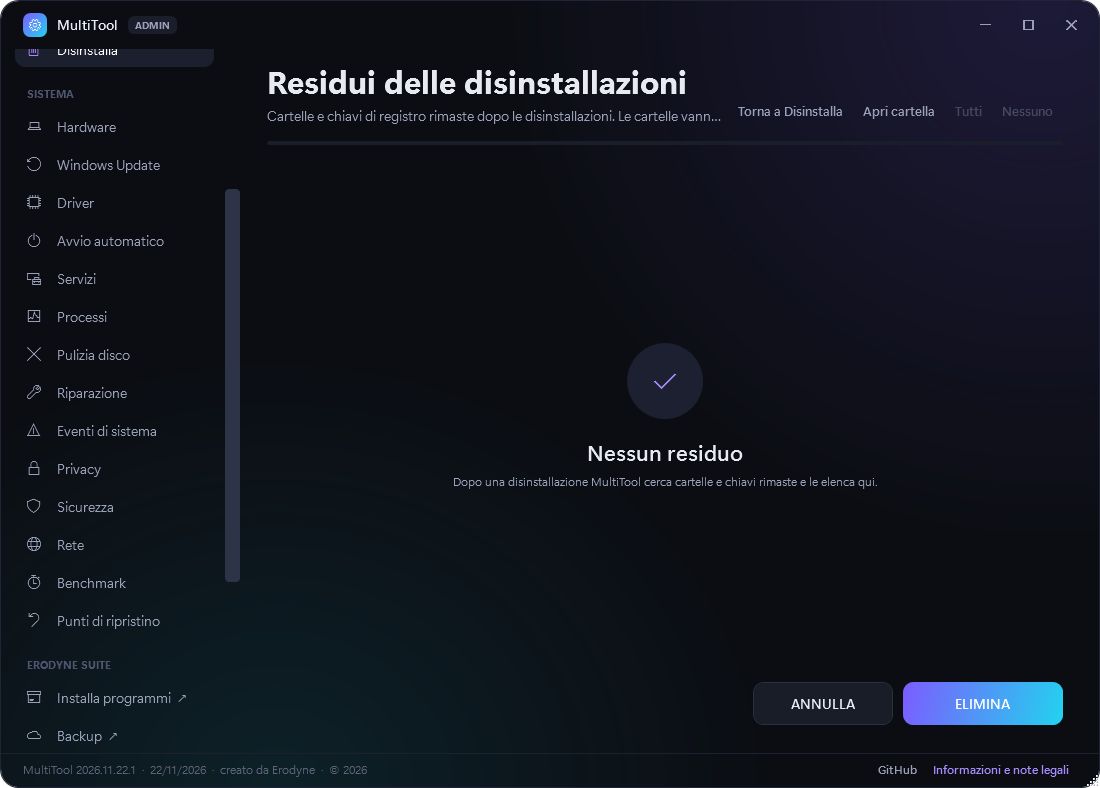 MultiTool ADMIN
Disinstalla
SISTEMA
Hardware
Windows Update
Driver
Avvio automatico
Servizi
Processi
Pulizia disco
Riparazione
Eventi di sistema
Privacy
Sicurezza
Rete
Benchmark
Punti di ripristino
ERODYNE SUITE
Installa programmi ↗
Backup ↗
Residui delle disinstallazioni
Cartelle e chiavi di registro rimaste dopo le disinstallazioni. Le cartelle vann...
Torna a Disinstalla Apri cartella Tutti Nessuno
Nessun residuo
Dopo una disinstallazione MultiTool cerca cartelle e chiavi rimaste e le elenca qui.
ANNULLA ELIMINA
MultiTool 2026.11.22.1 · 22/11/2026 · creato da Erodyne · © 2026
GitHub Informazioni e note legali